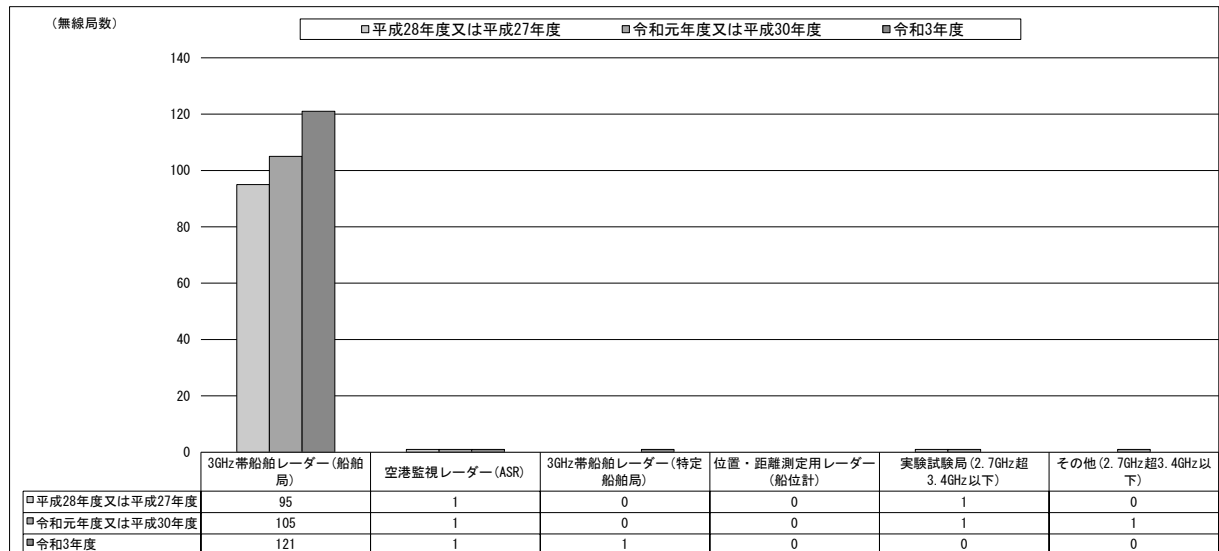 （無線局数）
平成28年度又は平成27年度 令和元年度又は平成30年度 令和3年度
140
120
100
80
60
40
20
0
3GHz帯船舶レーダー(船舶局) 空港監視レーダー(ASR) 3GHz帯船舶レーダー(特定船舶局) 位置・距離測定用レーダー(船位計) 実験試験局(2.7GHz超3.4GHz以下) その他(2.7GHz超3.4GHz以下)
平成28年度又は平成27年度 95 1 0 0 1 0
令和元年度又は平成30年度 105 1 0 0 1 1
令和3年度 121 1 1 0 0 0